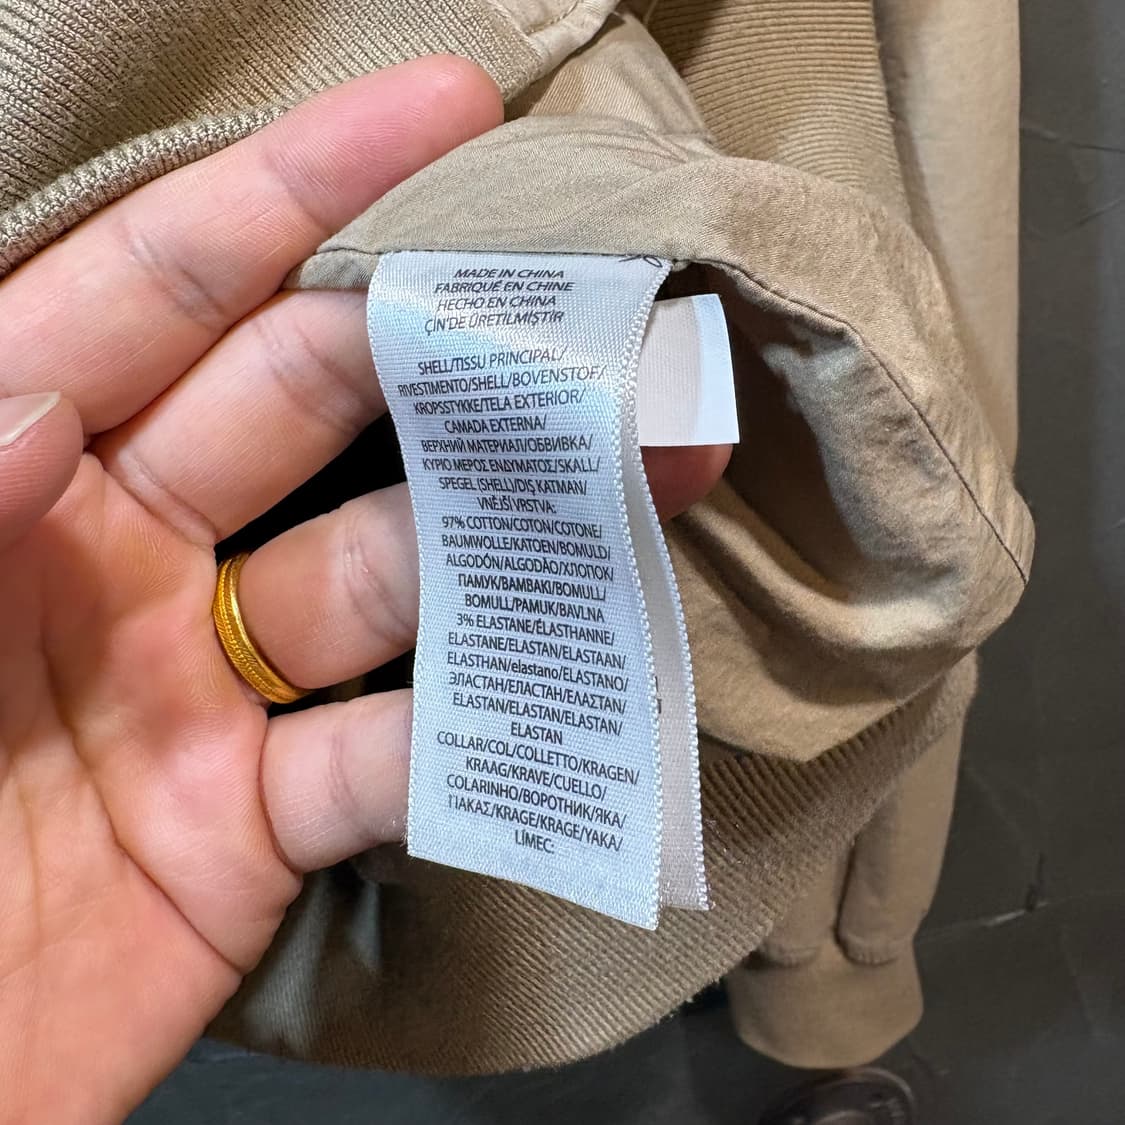 MADE IN CHINA
FABRIQUÉ EN CHINE
HECHO EN CHINA
ÇİN'DE ÜRETİLMİŞTİR
SHELL/TISSU PRINCIPAL/
RIVESTIMENTO/SHELL/BOVENSTOF/
KROPSSTYKKE/TELA EXTERIOR/
CAMADA EXTERNA/
ВЕРХНИЙ МАТЕРИАЛ/ОБВИВКА/
ΚΥΡΙΟ ΜΕΡΟΣ ΕΝΔΥΜΑΤΟΣ/SKALL/
SPEGEL (SHELL)/DIŞ KATMAN/
VNĚJŠÍ VRSTVA:
97% COTTON/COTON/COTONE/
BAUMWOLLE/KATOEN/BOMULD/
ALGODÓN/ALGODÃO/ХЛОПОК/
ПАМУК/ΒΑΜΒΑΚΙ/BOMULL/
BOMULL/PAMUK/BAVLNA
3% ELASTANE/ÉLASTHANNE/
ELASTANE/ELASTAN/ELASTAAN/
ELASTHAN/elastano/ELASTANO/
ЭЛАСТАН/ЕЛАСТАН/ΕΛΑΣΤΑΝ/
ELASTAN/ELASTAN/ELASTAN/
ELASTAN
COLLAR/COL/COLLETTO/KRAGEN/
KRAAG/KRAVE/CUELLO/
COLARINHO/ВОРОТНИК/ЯКА/
ΓΙΑΚΑΣ/KRAGE/KRAGE/YAKA/
LÍMEC: